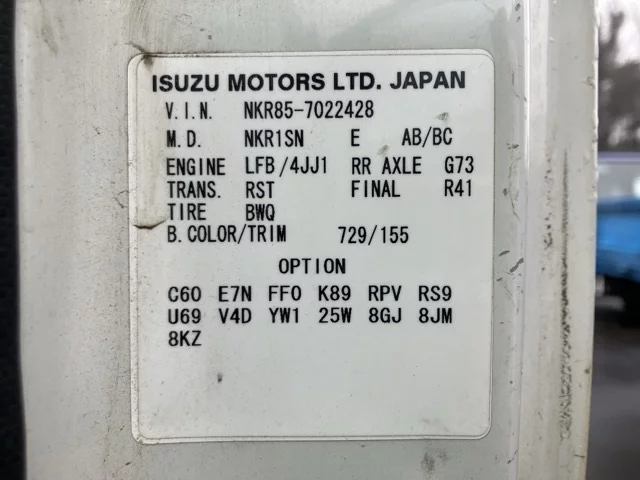 ISUZU MOTORS LTD. JAPAN
V.I.N. NKR85-7022428
M.D. NKR1SN E AB/BC
ENGINE LFB/4JJ1 RR AXLE G73
TRANS. RST FINAL R41
TIRE BWQ
B.COLOR/TRIM 729/155
OPTION
C60 E7N FF0 K89 RPV RS9
U69 V4D YW1 25W 8GJ 8JM
8KZ